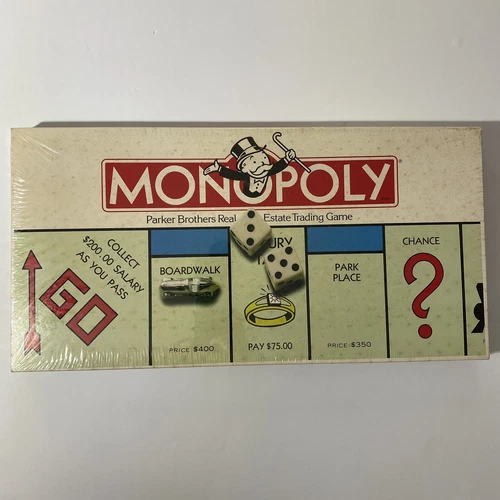 MONOPOLY
Parker Brothers Real Estate Trading Game
COLLECT
$200.00 SALARY
AS YOU PASS
GO
BOARDWALK
PRICE $400
PAY $75.00
PARK
PLACE
PRICE $350
CHANCE
?